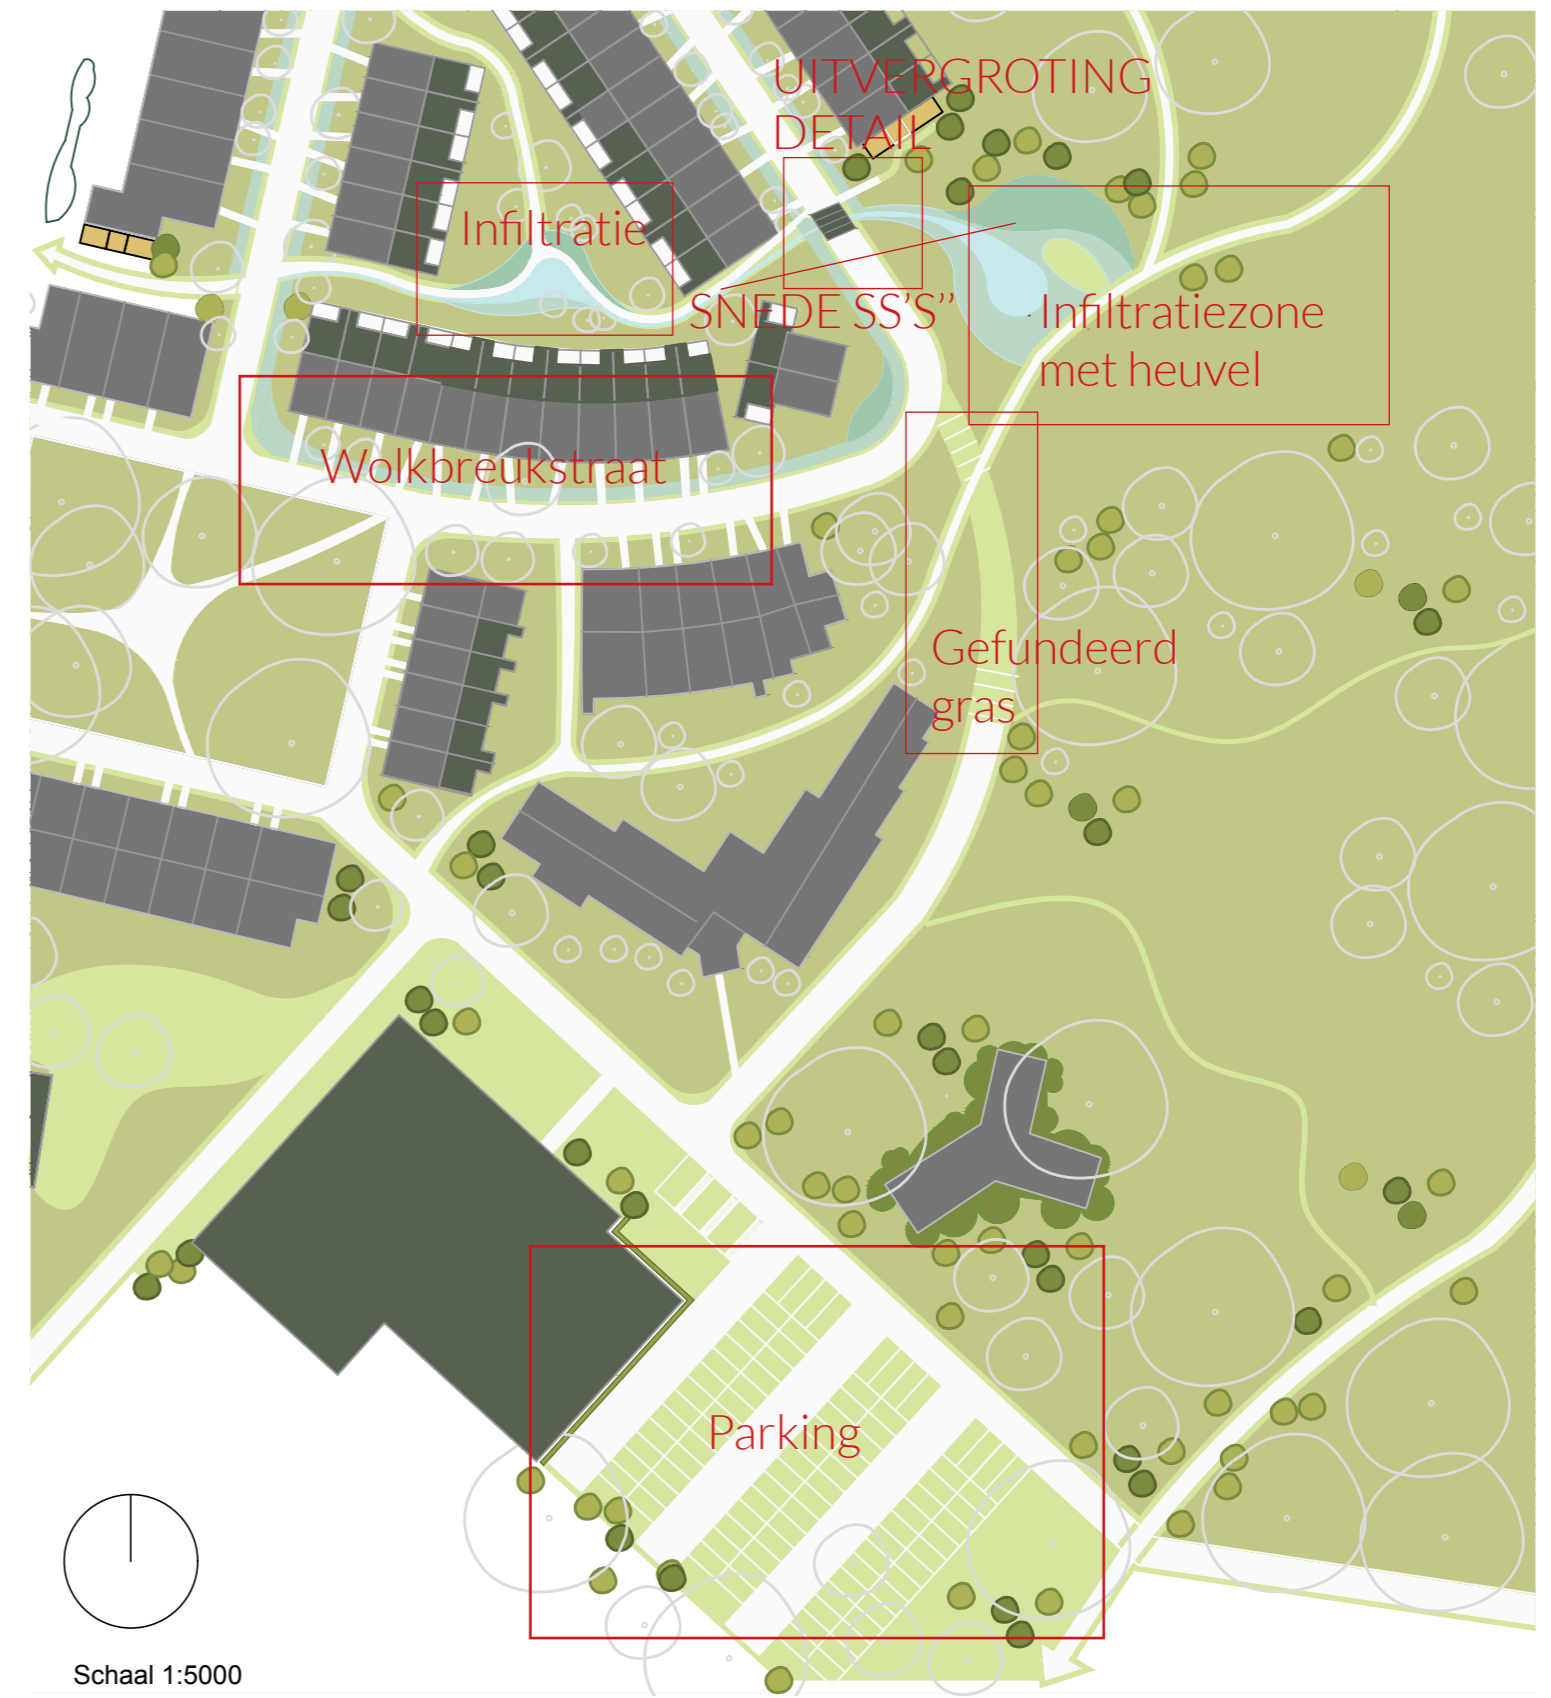 UITVERGROTING
DETAIL
Infiltratie
SNEDE SS'S''
Infiltratiezone
met heuvel
Wolkbreukstraat
Gefundeerd
gras
Parking
Schaal 1:5000